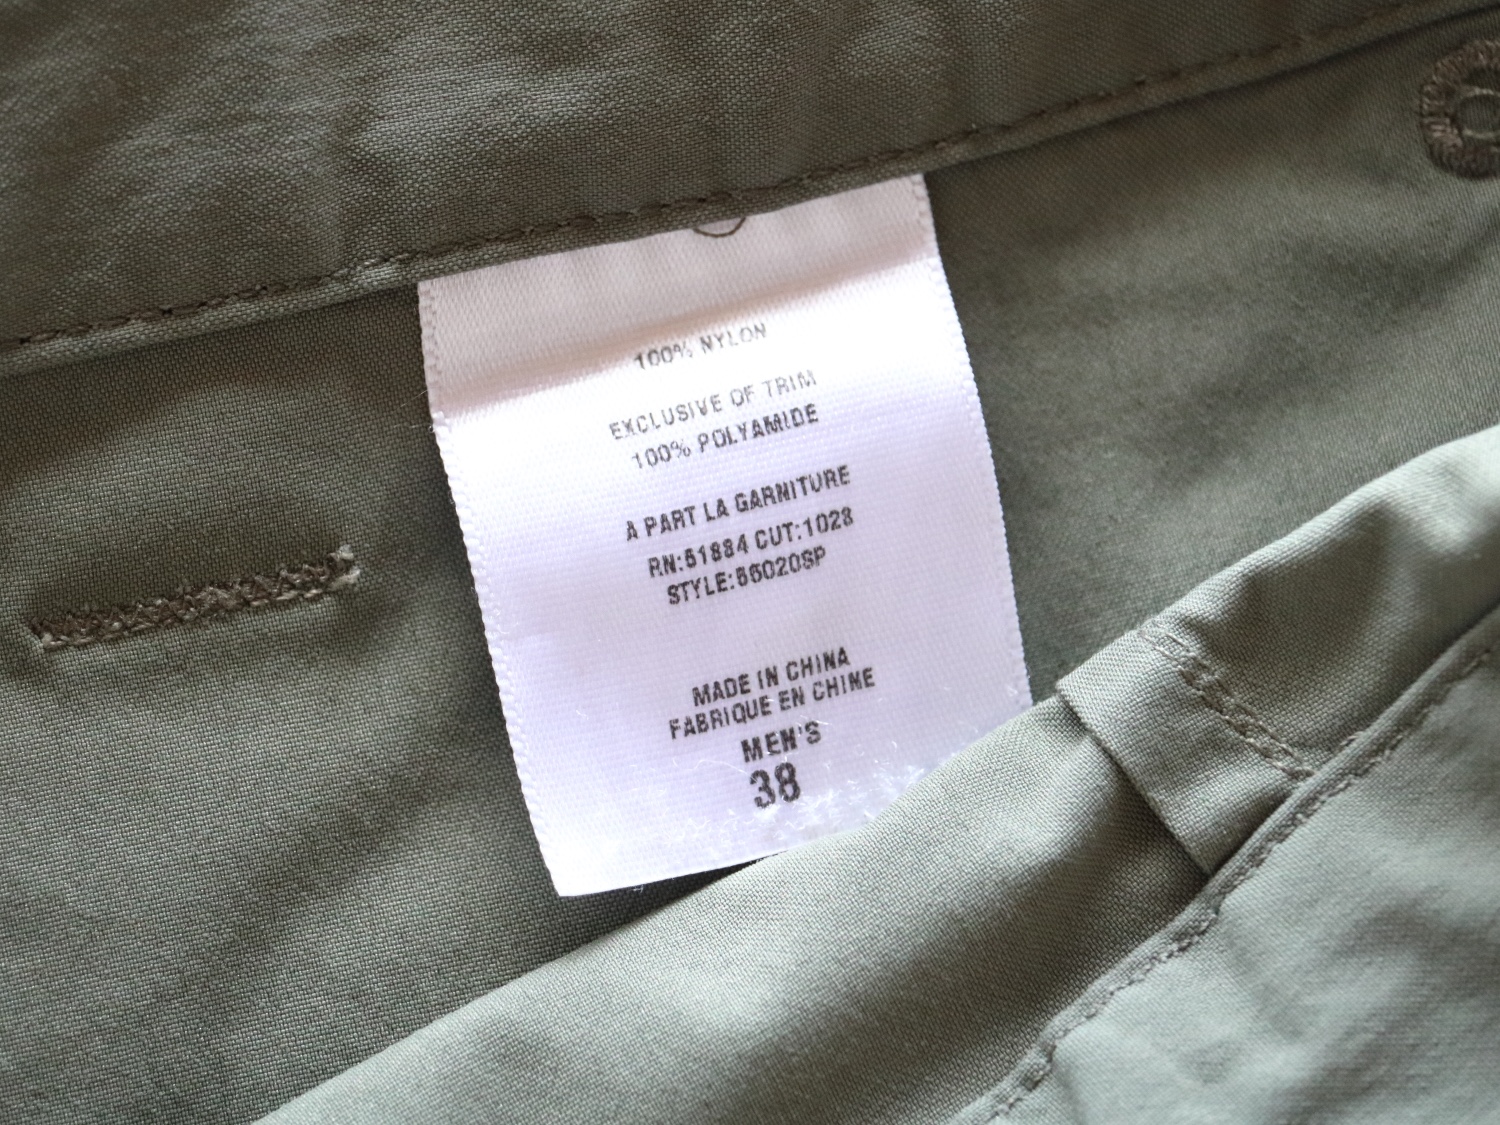 100% NYLON
EXCLUSIVE OF TRIM
100% POLYAMIDE
A PART LA GARNITURE
RN:51884 CUT:1028
STYLE:56020SP
MADE IN CHINA
FABRIQUE EN CHINE
MEN'S
38